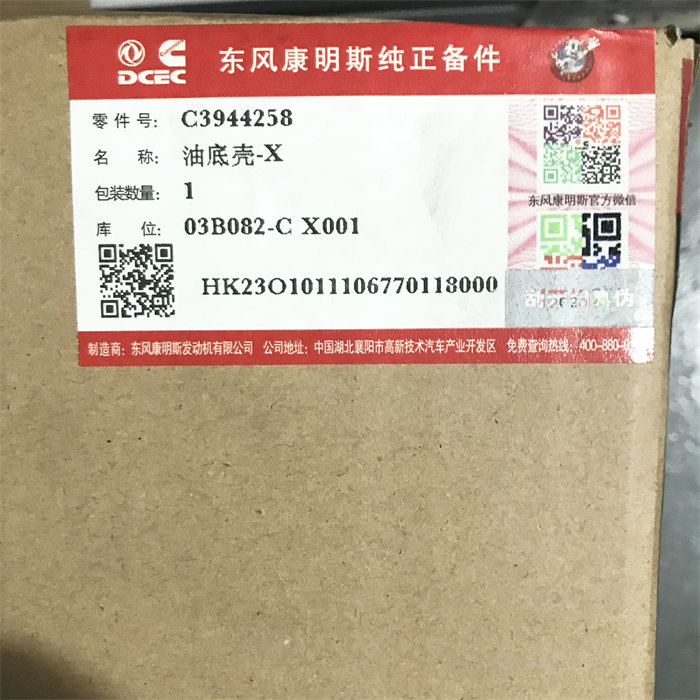 DCEC
东风康明斯纯正备件
零件号: C3944258
名 称: 油底壳-X
包装数量: 1
库 位: 03B082-C X001
东风康明斯官方微信
HK23O1011106770118000
制造商: 东风康明斯发动机有限公司 公司地址: 中国湖北襄阳市高新技术汽车产业开发区 免费查询热线: 400-880-